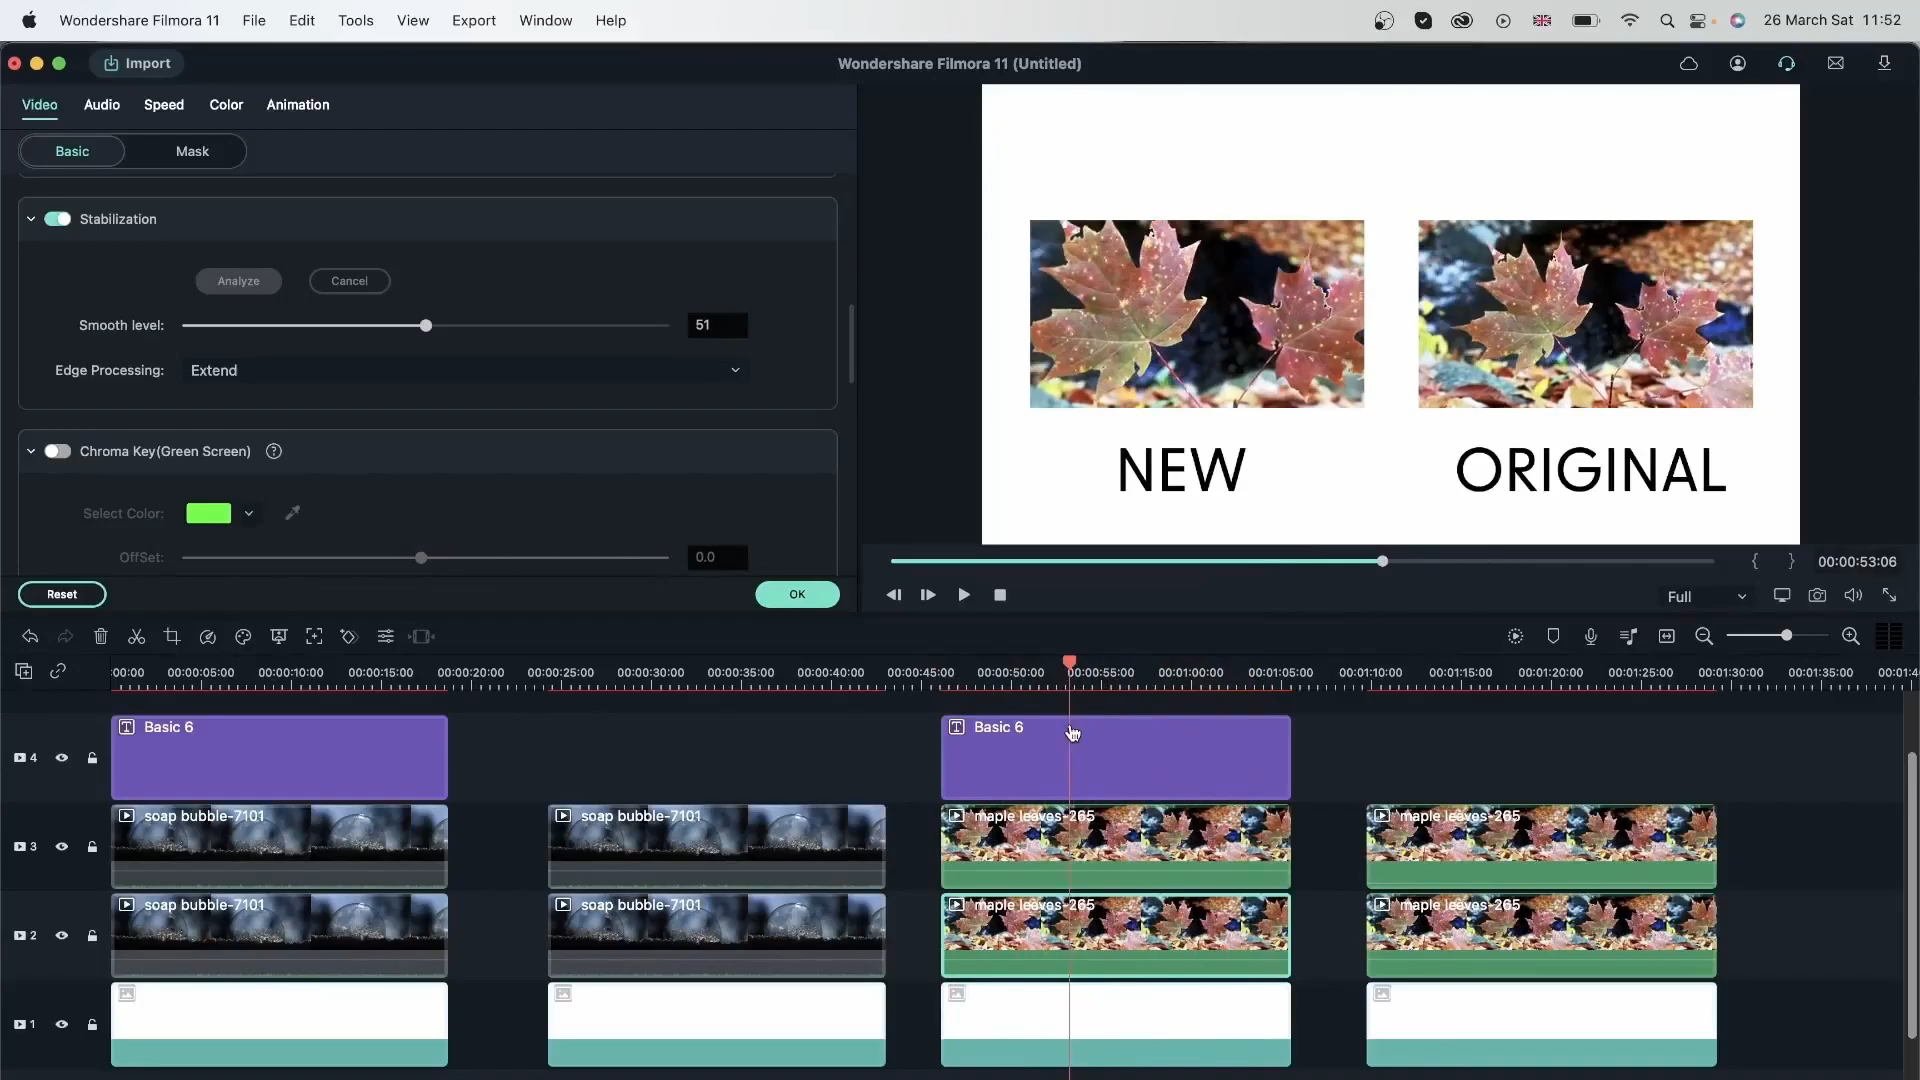 Wondershare Filmora 11 File Edit Tools View Export Window Help 26 March Sat 11:52
Import Wondershare Filmora 11 (Untitled)
Video Audio Speed Color Animation
Basic Mask
Stabilization
Analyze Cancel
Smooth level: 51
Edge Processing: Extend
Chroma Key(Green Screen) ?
Select Color:
OffSet: 0.0
Reset OK
NEW ORIGINAL
{ } 00:00:53:06
Full
:00:00 00:00:05:00 00:00:10:00 00:00:15:00 00:00:20:00 00:00:25:00 00:00:30:00 00:00:35:00 00:00:40:00 00:00:45:00 00:00:50:00 00:00:55:00 00:01:00:00 00:01:05:00 00:01:10:00 00:01:15:00 00:01:20:00 00:01:25:00 00:01:30:00 00:01:35:00 00:01:4
4 T Basic 6 T Basic 6
3 soap bubble-7101 soap bubble-7101 maple leaves-265 maple leaves-265
2 soap bubble-7101 soap bubble-7101 maple leaves-265 maple leaves-265
1